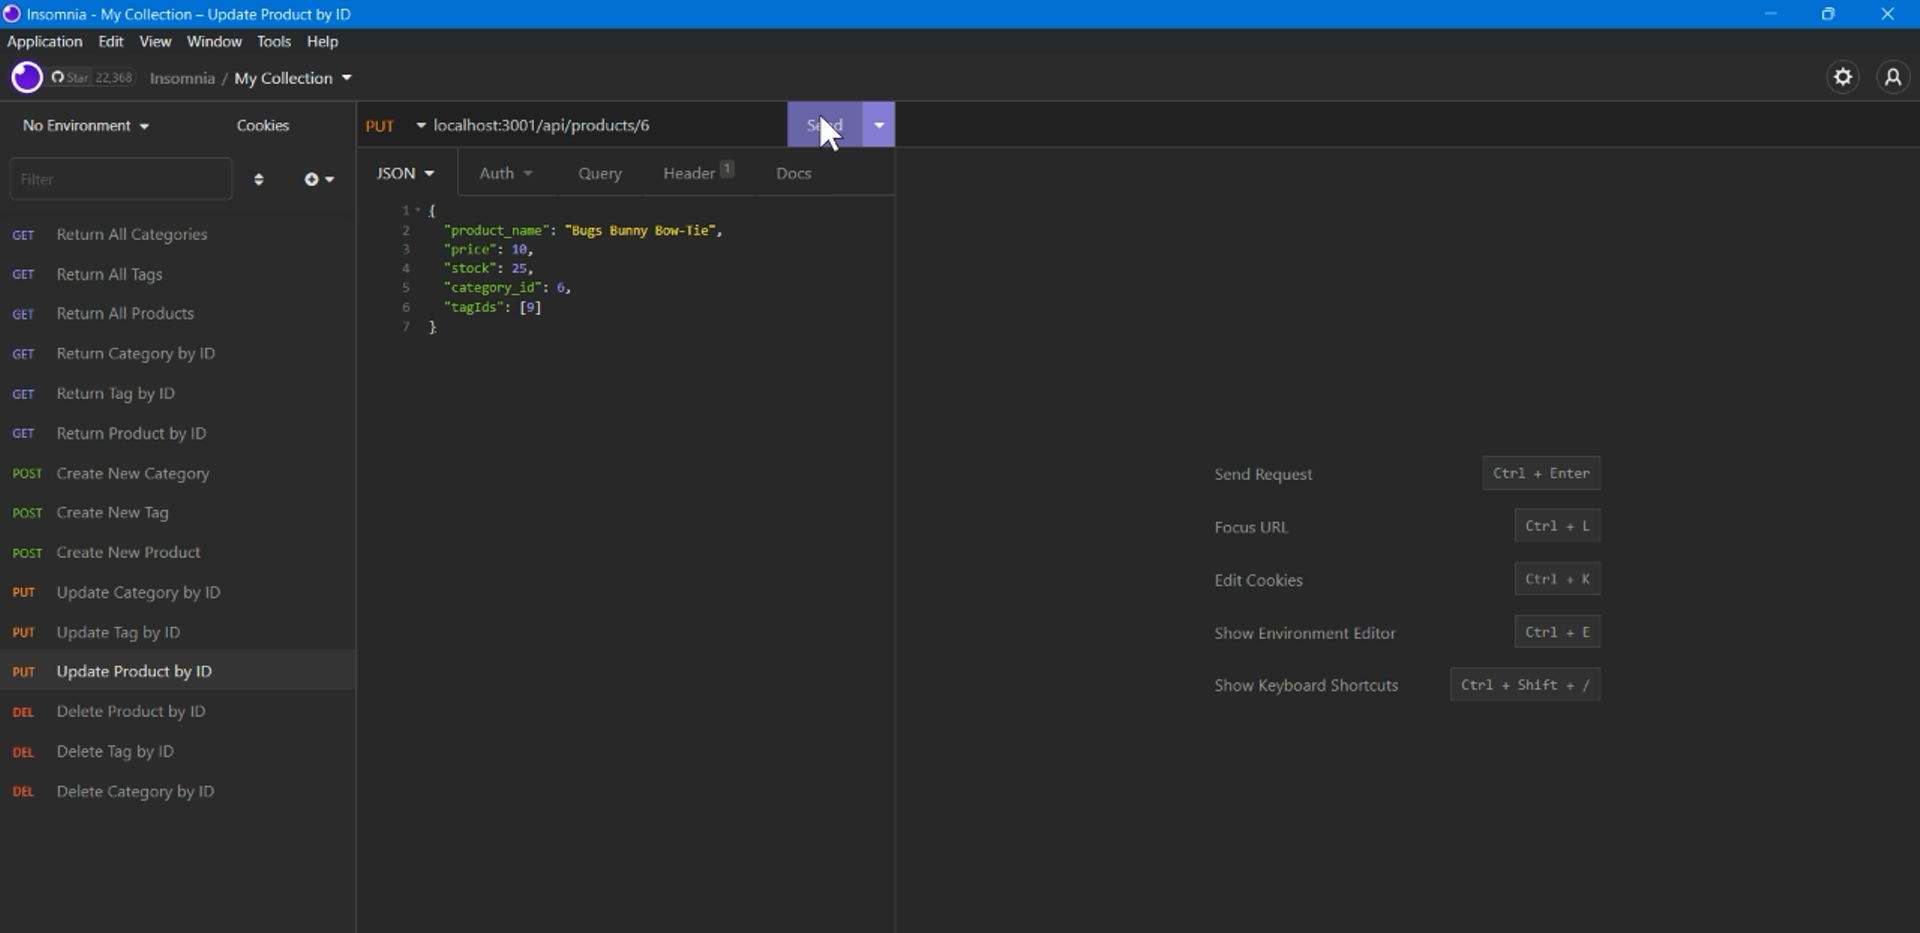 Insomnia - My Collection – Update Product by ID
Application Edit View Window Tools Help
Star 22,368 Insomnia / My Collection
No Environment Cookies
PUT localhost:3001/api/products/6
Filter
JSON Auth Query Header 1 Docs
1 {
2 "product_name": "Bugs Bunny Bow-Tie",
3 "price": 10,
4 "stock": 25,
5 "category_id": 6,
6 "tagIds": [9]
7 }
GET Return All Categories
GET Return All Tags
GET Return All Products
GET Return Category by ID
GET Return Tag by ID
GET Return Product by ID
POST Create New Category
POST Create New Tag
POST Create New Product
PUT Update Category by ID
PUT Update Tag by ID
PUT Update Product by ID
DEL Delete Product by ID
DEL Delete Tag by ID
DEL Delete Category by ID
Send Request Ctrl + Enter
Focus URL Ctrl + L
Edit Cookies Ctrl + K
Show Environment Editor Ctrl + E
Show Keyboard Shortcuts Ctrl + Shift + /